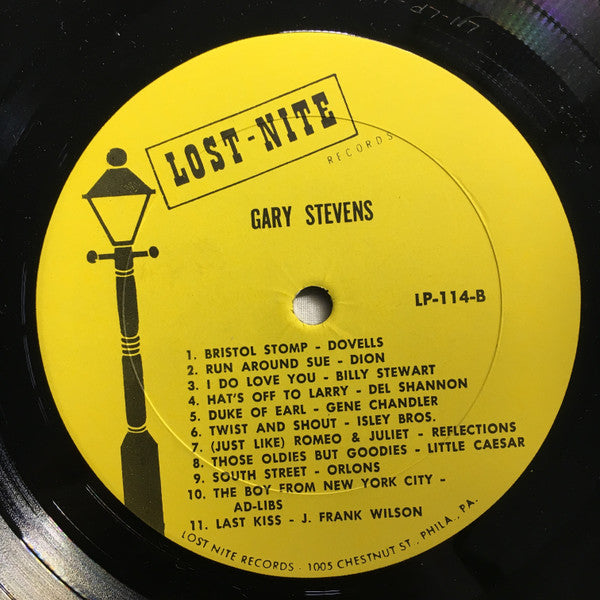 LOST-NITE
RECORDS
GARY STEVENS
LP-114-B
1. BRISTOL STOMP - DOVELLS
2. RUN AROUND SUE - DION
3. I DO LOVE YOU - BILLY STEWART
4. HAT'S OFF TO LARRY - DEL SHANNON
5. DUKE OF EARL - GENE CHANDLER
6. TWIST AND SHOUT - ISLEY BROS.
7. (JUST LIKE) ROMEO & JULIET - REFLECTIONS
8. THOSE OLDIES BUT GOODIES - LITTLE CAESAR
9. SOUTH STREET - ORLONS
10. THE BOY FROM NEW YORK CITY -
AD-LIBS
11. LAST KISS - J. FRANK WILSON
LOST NITE RECORDS - 1005 CHESTNUT ST., PHILA., PA.